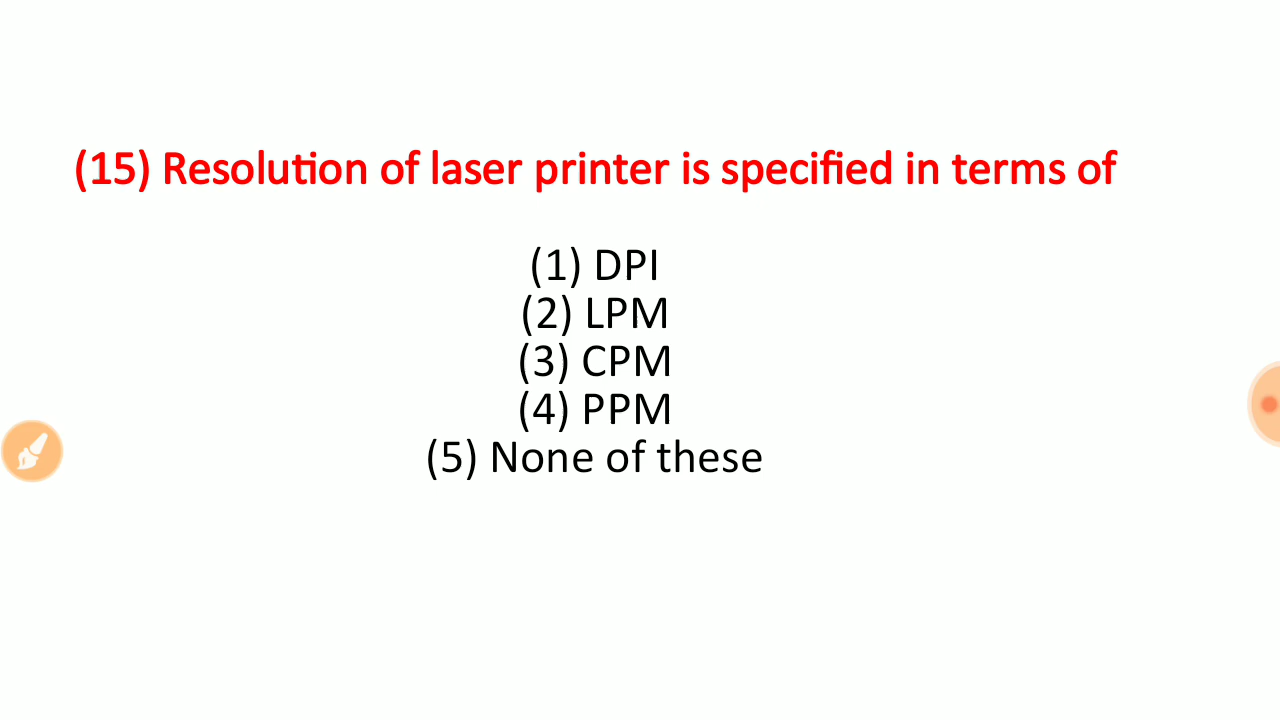 (15) Resolution of laser printer is specified in terms of
(1) DPI
(2) LPM
(3) CPM
(4) PPM
(5) None of these